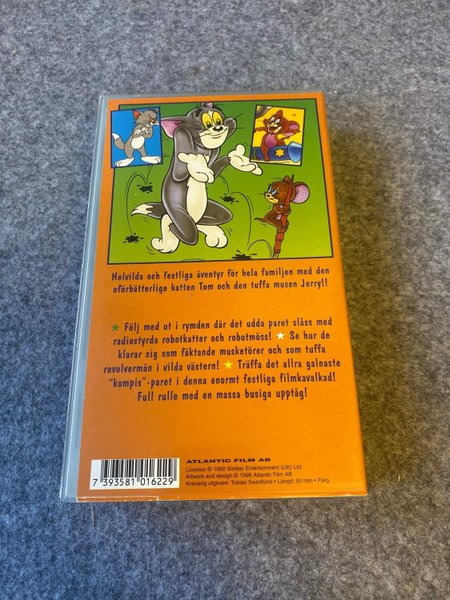 Helvilda och festliga äventyr för hela familjen med den
oförbätterlige katten Tom och den tuffa musen Jerry!!
Följ med ut i rymden där det udda paret slåss med
radiostyrda robotkatter och robotmöss! Se hur de
klarar sig som fäktande musketörer och som tuffa
revolvermän i vilda västern! Träffa det allra galnaste
"kompis"-paret i denna enormt festliga filmkavalkad!
Full rulle med en massa busiga upptåg!
ATLANTIC FILM AB
Licensor © 1992 Similar Entertainment (UK) Ltd.
Artwork and design © 1996 Atlantic Film AB
Ansvarig utgivare: Tobias Skedlund • Längd: 50 min • Färg
7 393581 016229